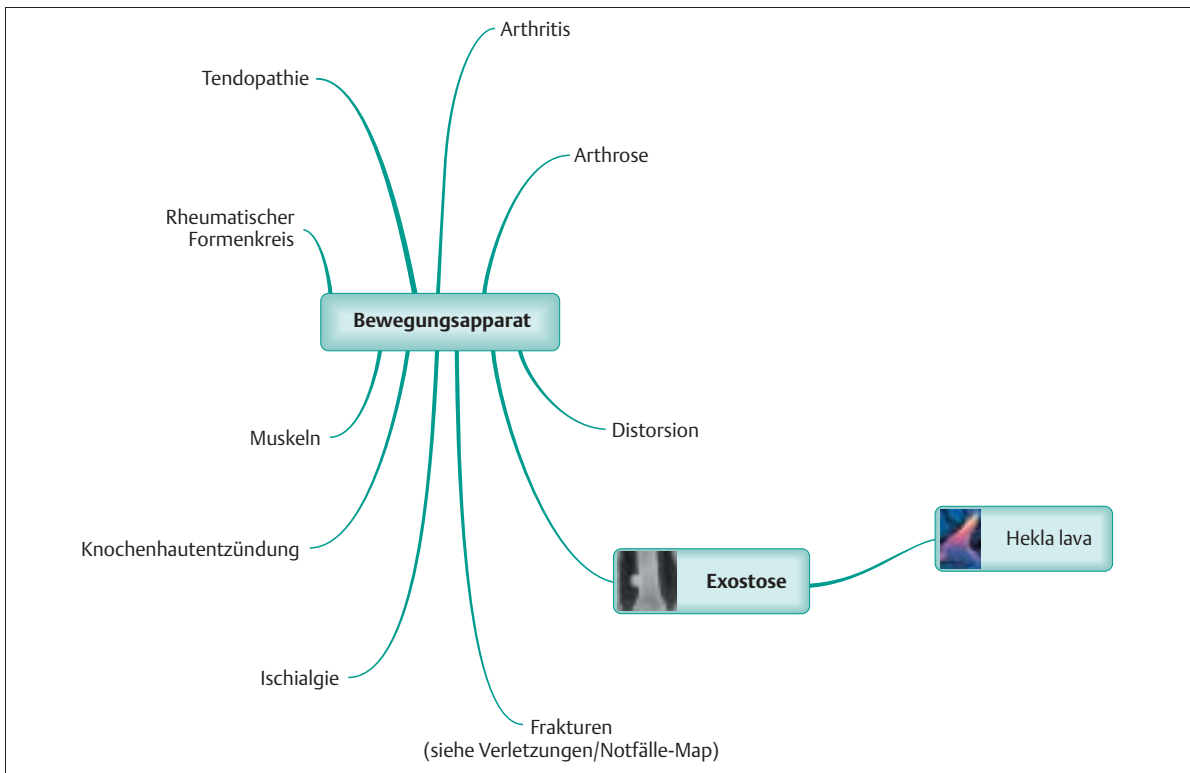 Arthritis
Tendopathie
Arthrose
Rheumatischer
Formenkreis
Bewegungsapparat
Muskeln
Distorsion
Knochenhautentzündung
Hekla lava
Exostose
Ischialgie
Frakturen
(siehe Verletzungen/Notfälle-Map)